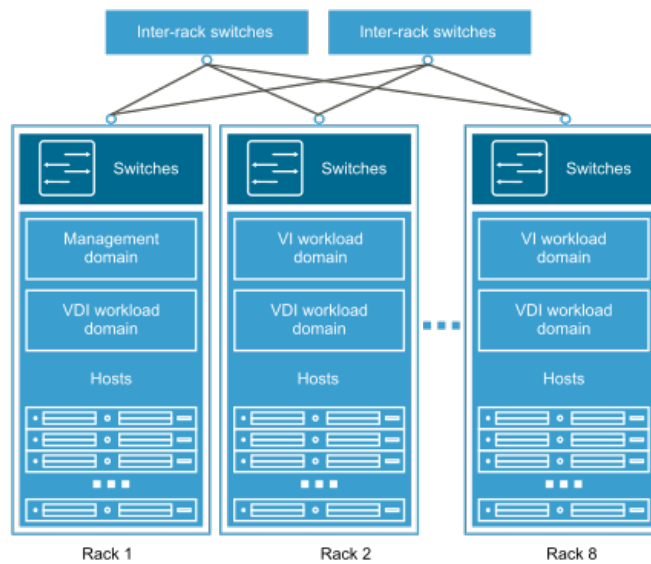 Inter-rack switches
Inter-rack switches
Switches
Management
domain
VDI workload
domain
Hosts
Rack 1
Switches
VI workload
domain
VDI workload
domain
Hosts
Rack 2
Switches
VI workload
domain
VDI workload
domain
Hosts
Rack 8